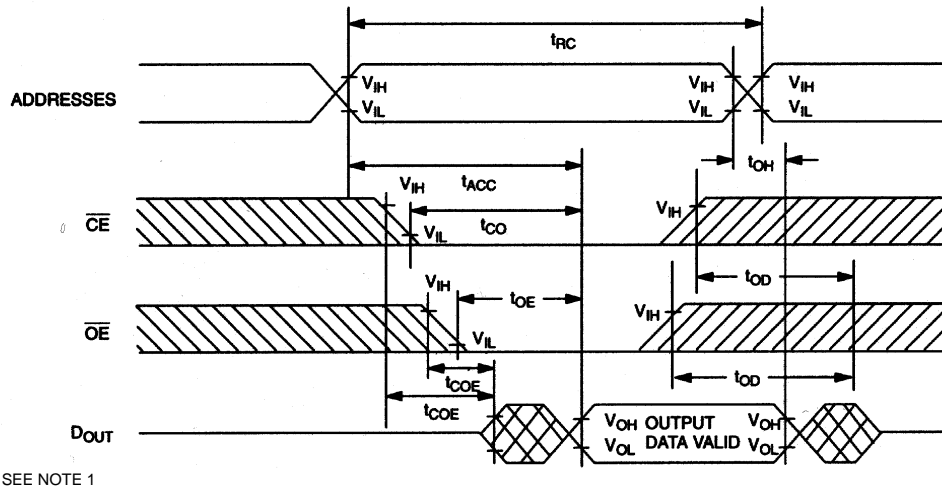 tRC
ADDRESSES
VIH
VIL
VIH
VIL
VIH
VIL
tOH
tACC
CE
VIH
VIL
tCO
VIH
tOD
OE
VIH
VIL
tOE
VIH
tOD
tCOE
tCOE
DOUT
VOH OUTPUT VOH
VOL DATA VALID VOL
SEE NOTE 1